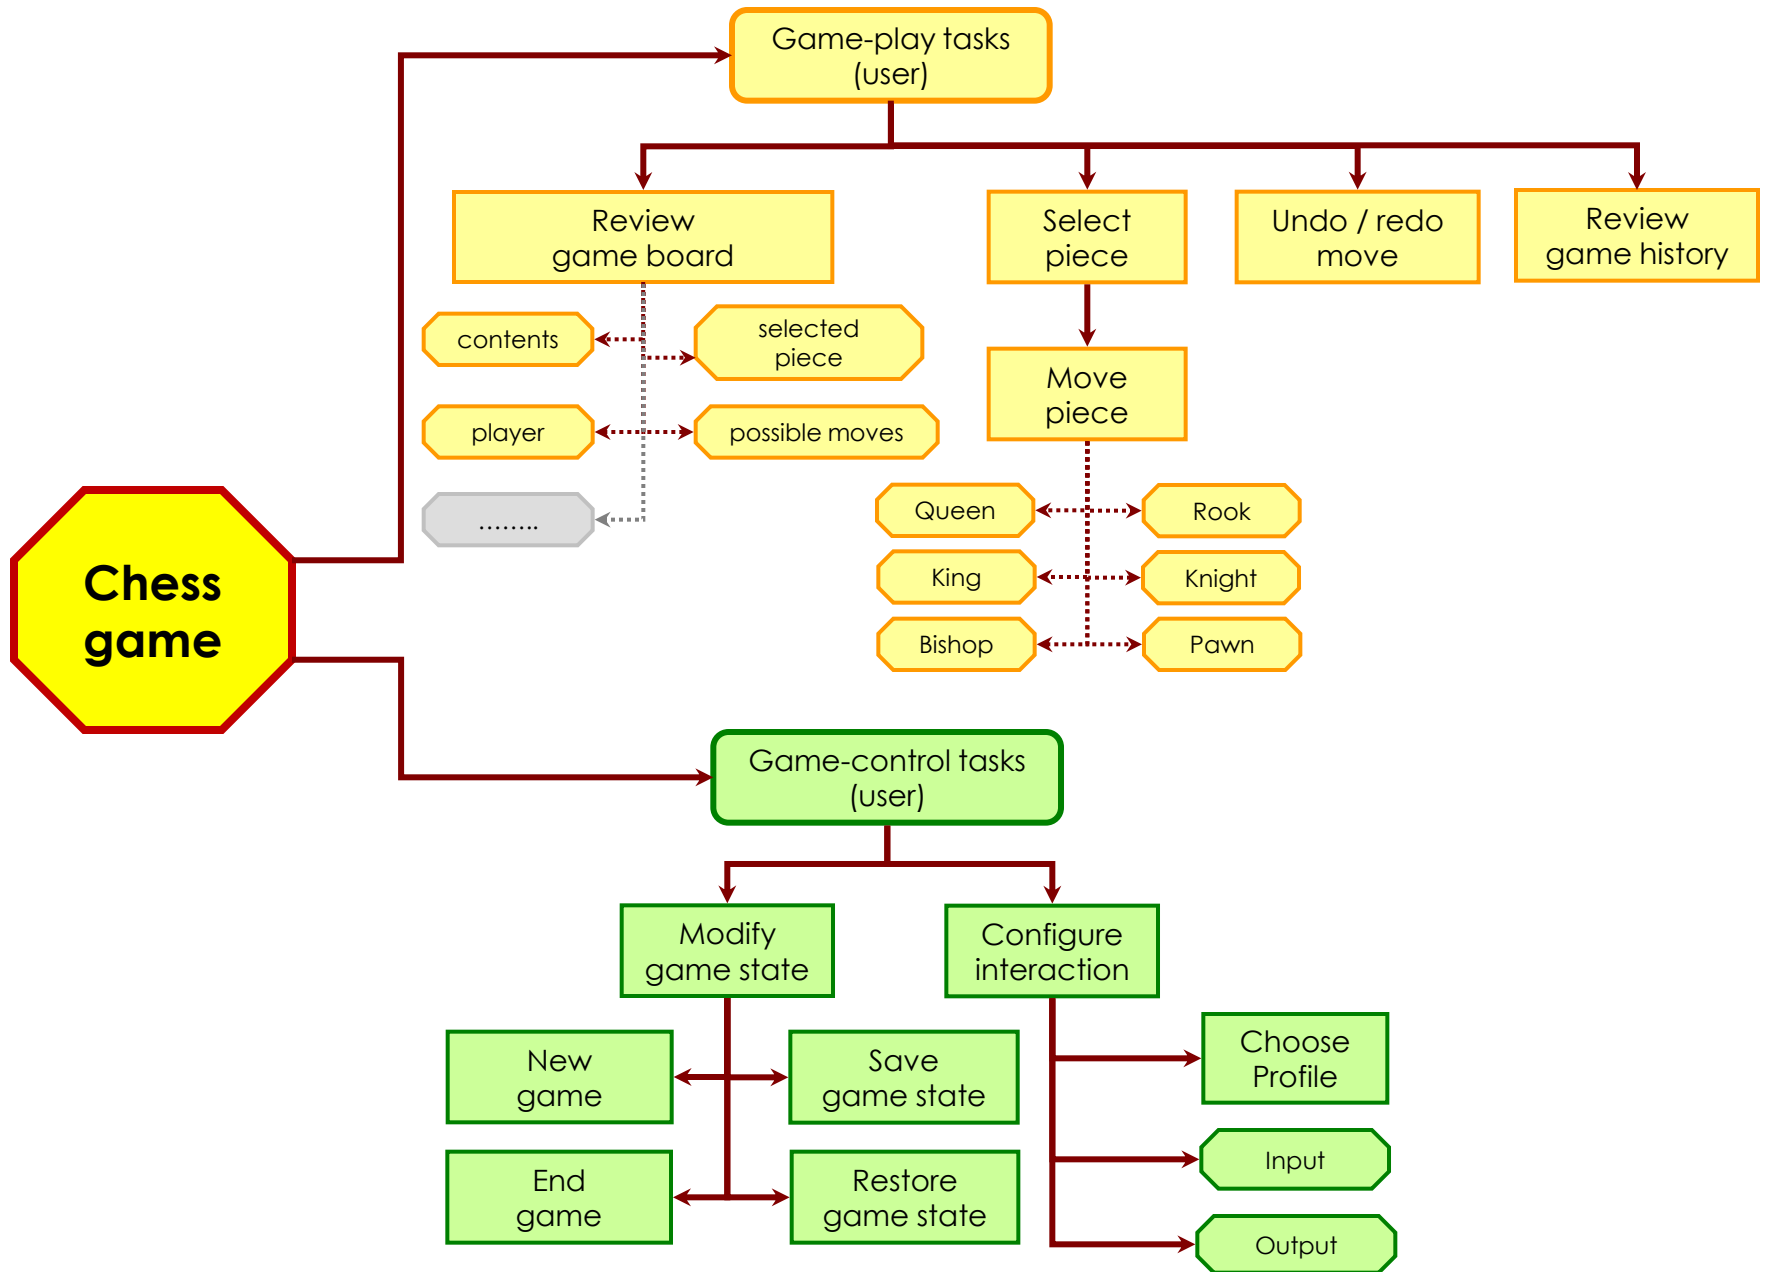 Game-play tasks
(user)
Review
game board
Select
piece
Undo / redo
move
Review
game history
contents
selected
piece
player
possible moves
........
Move
piece
Queen
Rook
King
Knight
Bishop
Pawn
Chess
game
Game-control tasks
(user)
Modify
game state
Configure
interaction
New
game
Save
game state
End
game
Restore
game state
Choose
Profile
Input
Output